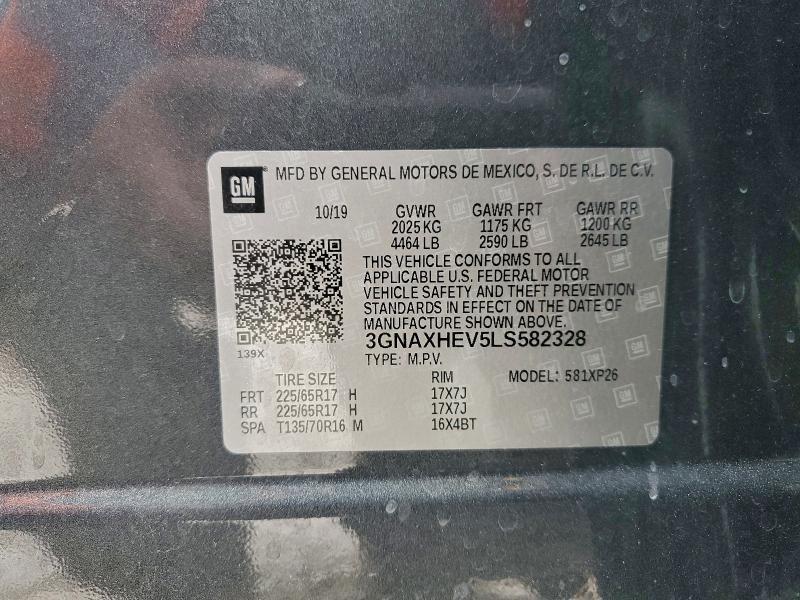 GM ® MFD BY GENERAL MOTORS DE MEXICO, S. DE R.L. DE C.V.
10/19 GVWR GAWR FRT GAWR RR
2025 KG 1175 KG 1200 KG
4464 LB 2590 LB 2645 LB
THIS VEHICLE CONFORMS TO ALL
APPLICABLE U.S. FEDERAL MOTOR
VEHICLE SAFETY AND THEFT PREVENTION
STANDARDS IN EFFECT ON THE DATE OF
MANUFACTURE SHOWN ABOVE.
3GNAXHEV5LS582328
139X
TYPE: M.P.V.
TIRE SIZE RIM MODEL: 581XP26
FRT 225/65R17 H 17X7J
RR 225/65R17 H 17X7J
SPA T135/70R16 M 16X4BT